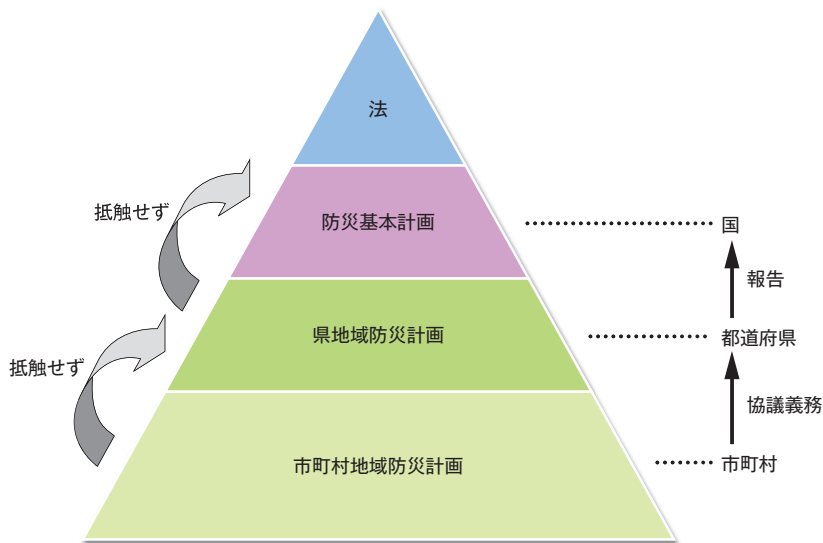 法
抵触せず
防災基本計画
国
報告
県地域防災計画
都道府県
抵触せず
協議義務
市町村地域防災計画
市町村